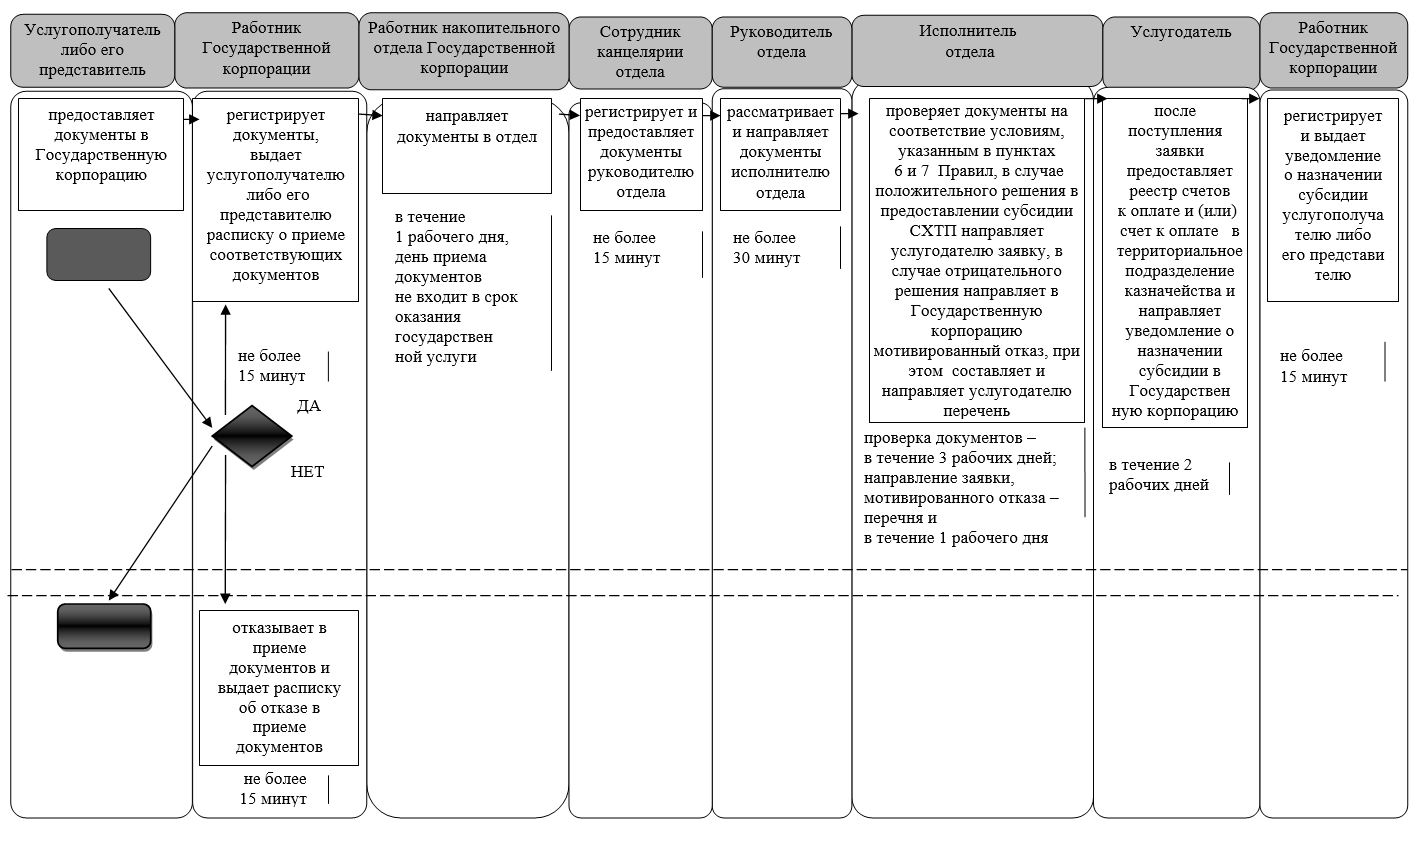 Услугополучатель
либо его
представитель
Работник
Государственной
корпорации
Работник накопительного
отдела Государственной
корпорации
Сотрудник
канцелярии
отдела
Руководитель
отдела
Исполнитель
отдела
Услугодатель
Работник
Государственной
корпорации
предоставляет
документы в
Государственную
корпорацию
регистрирует
документы,
выдает
услугополучателю
либо его
представителю
расписку о приеме
соответствующих
документов
не более
15 минут
ДА
НЕТ
отказывает в
приеме
документов и
выдает расписку
об отказе в
приеме
документов
не более
15 минут
направляет
документы в отдел
в течение
1 рабочего дня,
день приема
документов
не входит в срок
оказания
государствен
ной услуги
регистрирует и
предоставляет
документы
руководителю
отдела
не более
15 минут
рассматривает
и направляет
документы
исполнителю
отдела
не более
30 минут
проверяет документы на
соответствие условиям,
указанным в пунктах
6 и 7 Правил, в случае
положительного решения в
предоставлении субсидии
СХТП направляет
услугодателю заявку, в
случае отрицательного
решения направляет в
Государственную
корпорацию
мотивированный отказ, при
этом составляет и
направляет услугодателю
перечень
проверка документов –
в течение 3 рабочих дней;
направление заявки,
мотивированного отказа –
перечня и
в течение 1 рабочего дня
после
поступления
заявки
предоставляет
реестр счетов
к оплате и (или)
счет к оплате в
территориальное
подразделение
казначейства и
направляет
уведомление о
назначении
субсидии в
Государствен
ную корпорацию
в течение 2
рабочих дней
регистрирует
и выдает
уведомление
о назначении
субсидии
услугополуча
телю либо
его представи
телю
не более
15 минут